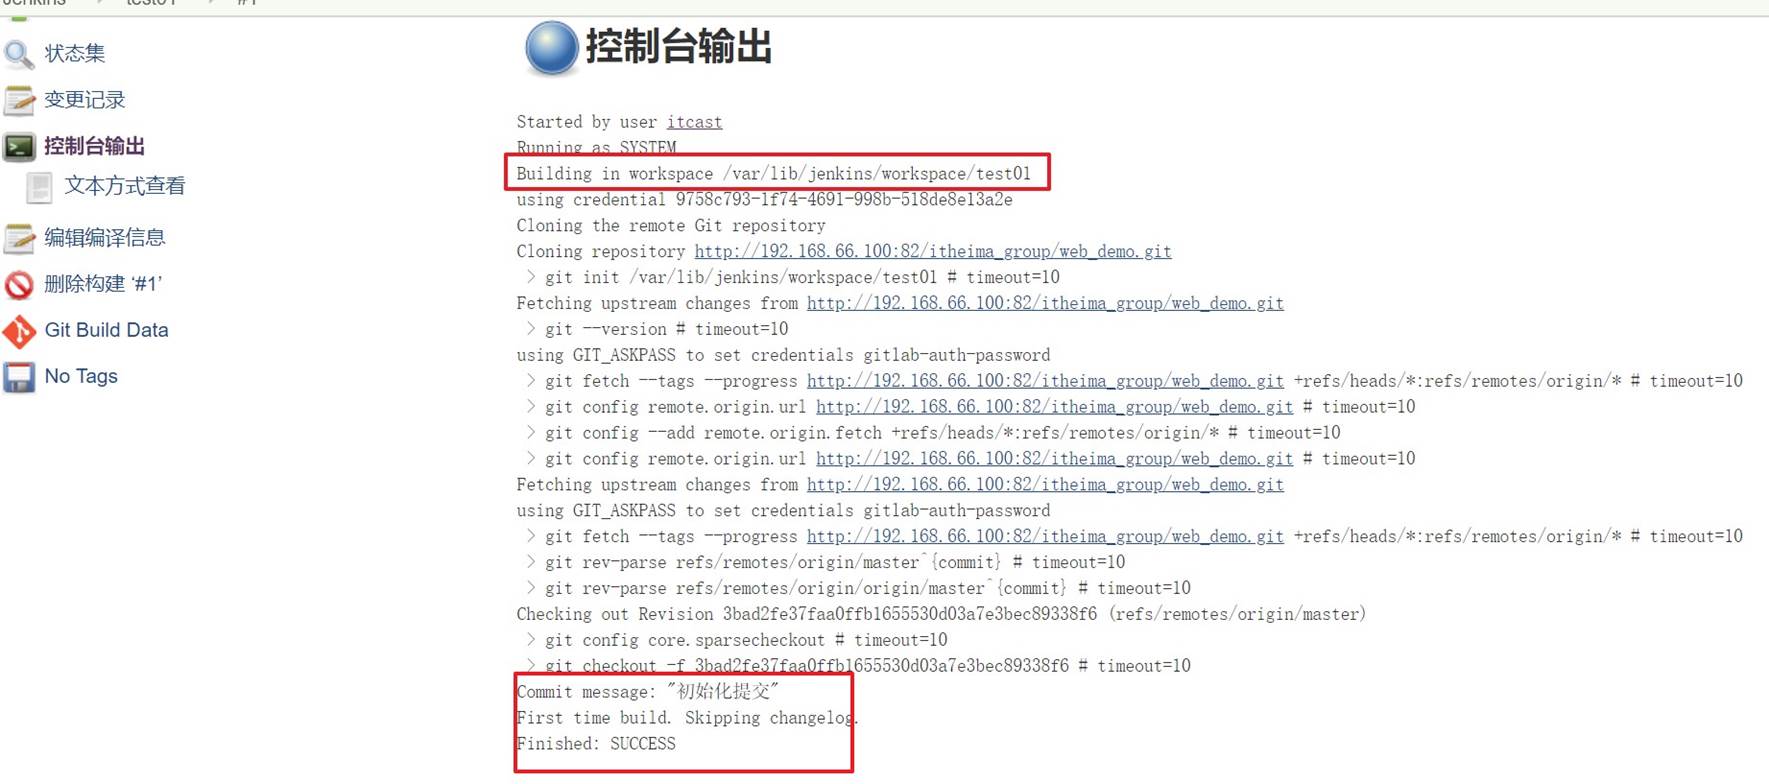 Jenkins test01 #1
状态集
变更记录
控制台输出
文本方式查看
编辑编译信息
删除构建 ‘#1’
Git Build Data
No Tags
控制台输出
Started by user itcast
Running as SYSTEM
Building in workspace /var/lib/jenkins/workspace/test01
using credential 9758c793-1f74-4691-998b-518de8e13a2e
Cloning the remote Git repository
Cloning repository http://192.168.66.100:82/itheima_group/web_demo.git
> git init /var/lib/jenkins/workspace/test01 # timeout=10
Fetching upstream changes from http://192.168.66.100:82/itheima_group/web_demo.git
> git --version # timeout=10
using GIT_ASKPASS to set credentials gitlab-auth-password
> git fetch --tags --progress http://192.168.66.100:82/itheima_group/web_demo.git +refs/heads/*:refs/remotes/origin/* # timeout=10
> git config remote.origin.url http://192.168.66.100:82/itheima_group/web_demo.git # timeout=10
> git config --add remote.origin.fetch +refs/heads/*:refs/remotes/origin/* # timeout=10
> git config remote.origin.url http://192.168.66.100:82/itheima_group/web_demo.git # timeout=10
Fetching upstream changes from http://192.168.66.100:82/itheima_group/web_demo.git
using GIT_ASKPASS to set credentials gitlab-auth-password
> git fetch --tags --progress http://192.168.66.100:82/itheima_group/web_demo.git +refs/heads/*:refs/remotes/origin/* # timeout=10
> git rev-parse refs/remotes/origin/master^{commit} # timeout=10
> git rev-parse refs/remotes/origin/origin/master^{commit} # timeout=10
Checking out Revision 3bad2fe37faa0ffb1655530d03a7e3bec89338f6 (refs/remotes/origin/master)
> git config core.sparsecheckout # timeout=10
> git checkout -f 3bad2fe37faa0ffb1655530d03a7e3bec89338f6 # timeout=10
Commit message: "初始化提交"
First time build. Skipping changelog.
Finished: SUCCESS